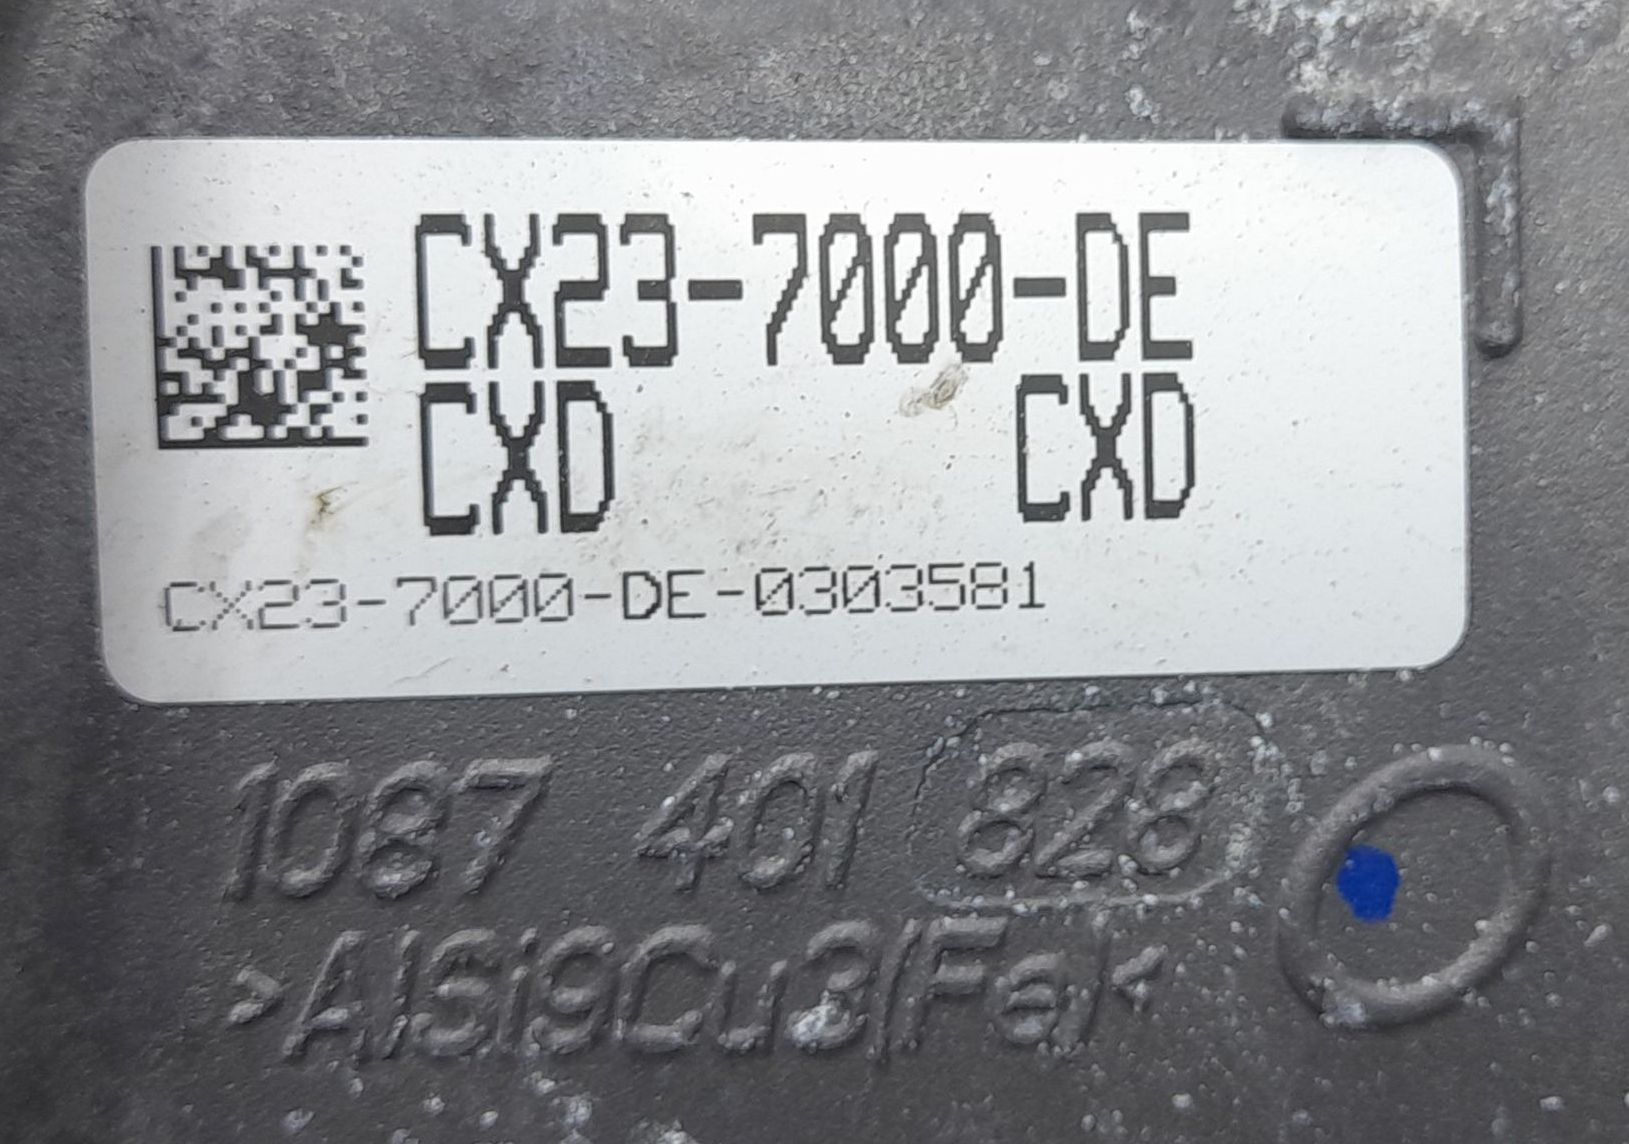 CX23-7000-DE
CXD CXD
CX23-7000-DE-0303581
1087 401 828
>AlSi9Cu3(Fe)<